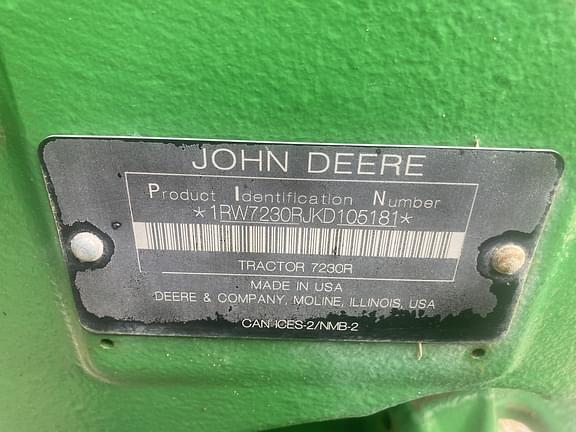 JOHN DEERE
Product Identification Number
*1RW7230RJKD105181*
TRACTOR 7230R
MADE IN USA
DEERE & COMPANY, MOLINE, ILLINOIS, USA
CAN ICES-2/NMB-2